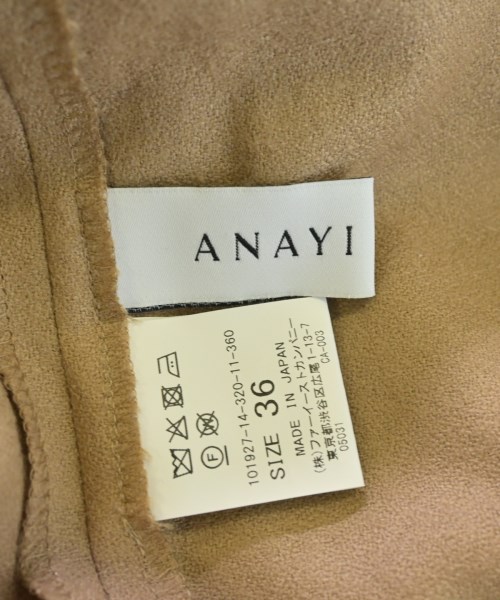 ANAYI
101927-14-320-11-360
SIZE 36
MADE IN JAPAN
(株)ファーイーストカンパニー
東京都渋谷区広尾1-13-7
05031 CA-003